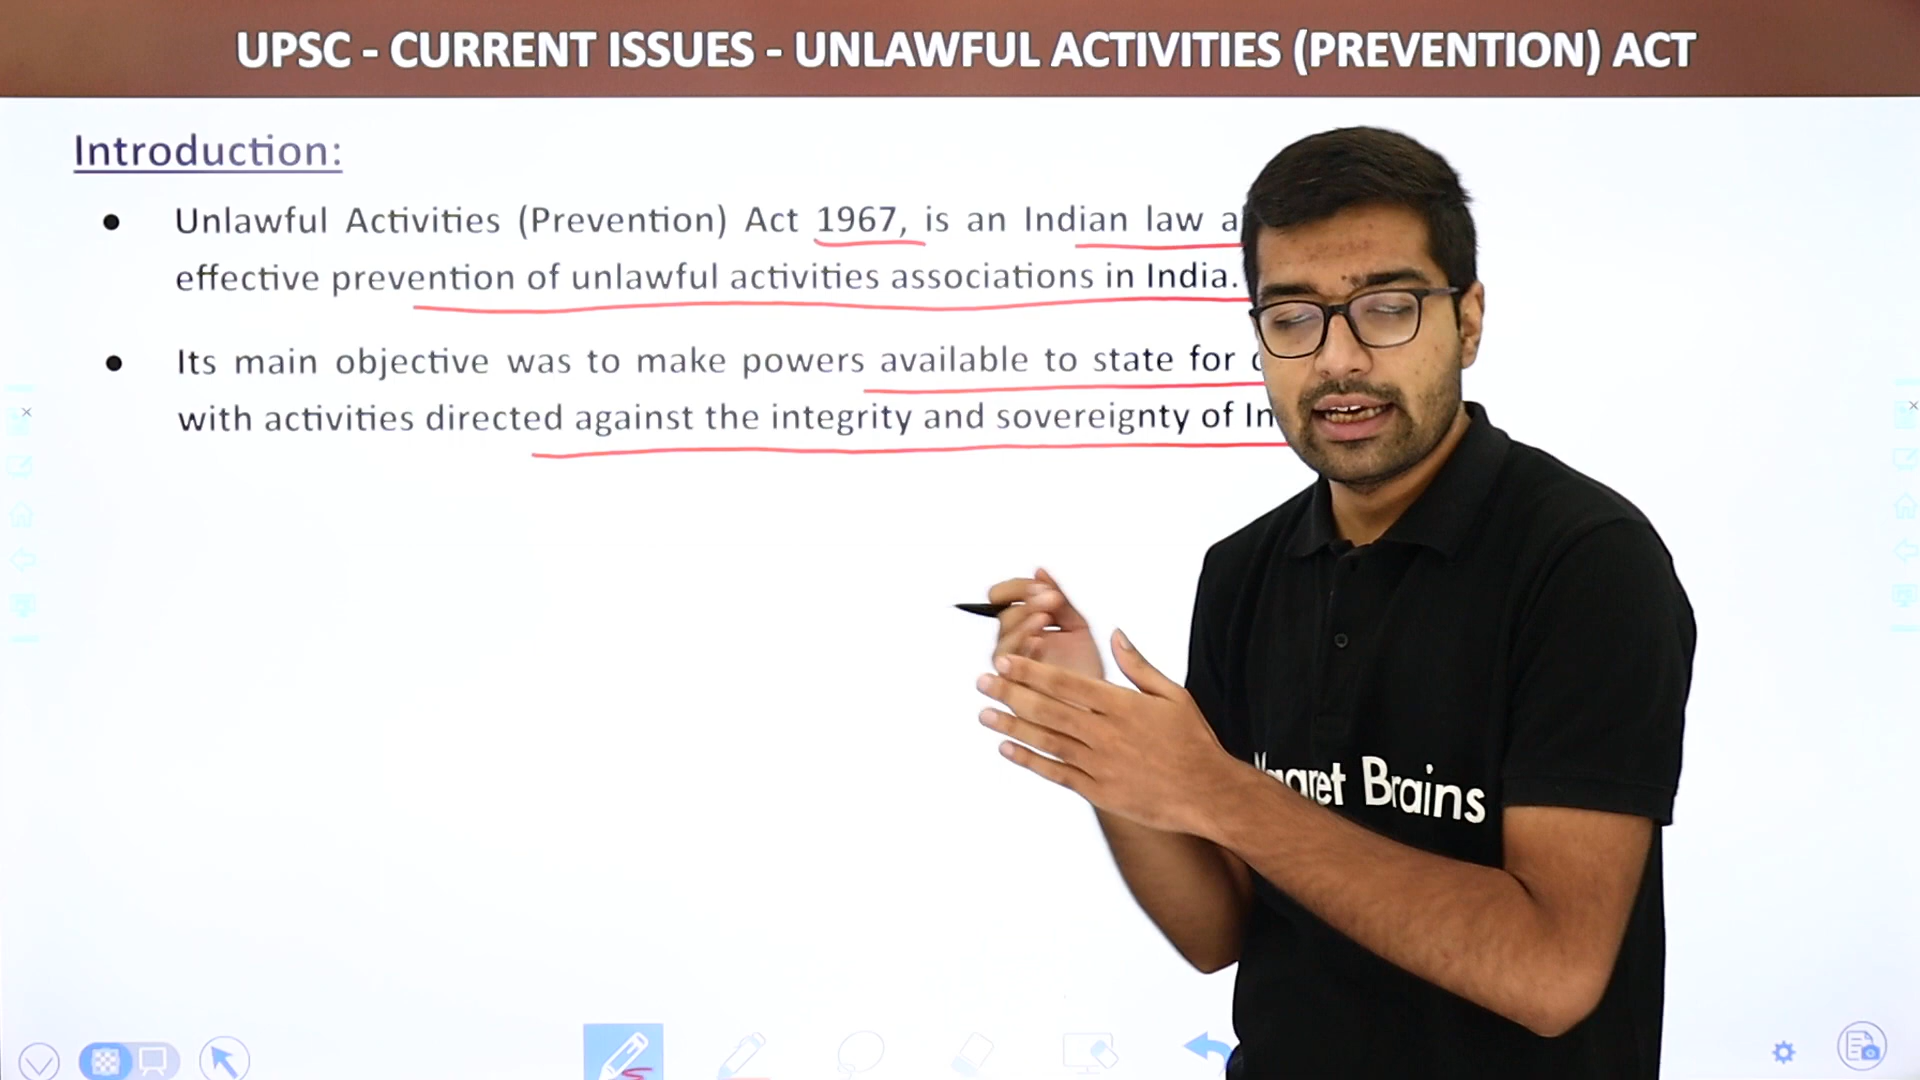 UPSC - CURRENT ISSUES - UNLAWFUL ACTIVITIES (PREVENTION) ACT
Introduction:
● Unlawful Activities (Prevention) Act 1967, is an Indian law
effective prevention of unlawful activities associations in India.
● Its main objective was to make powers available to state for
with activities directed against the integrity and sovereignty of
Brains